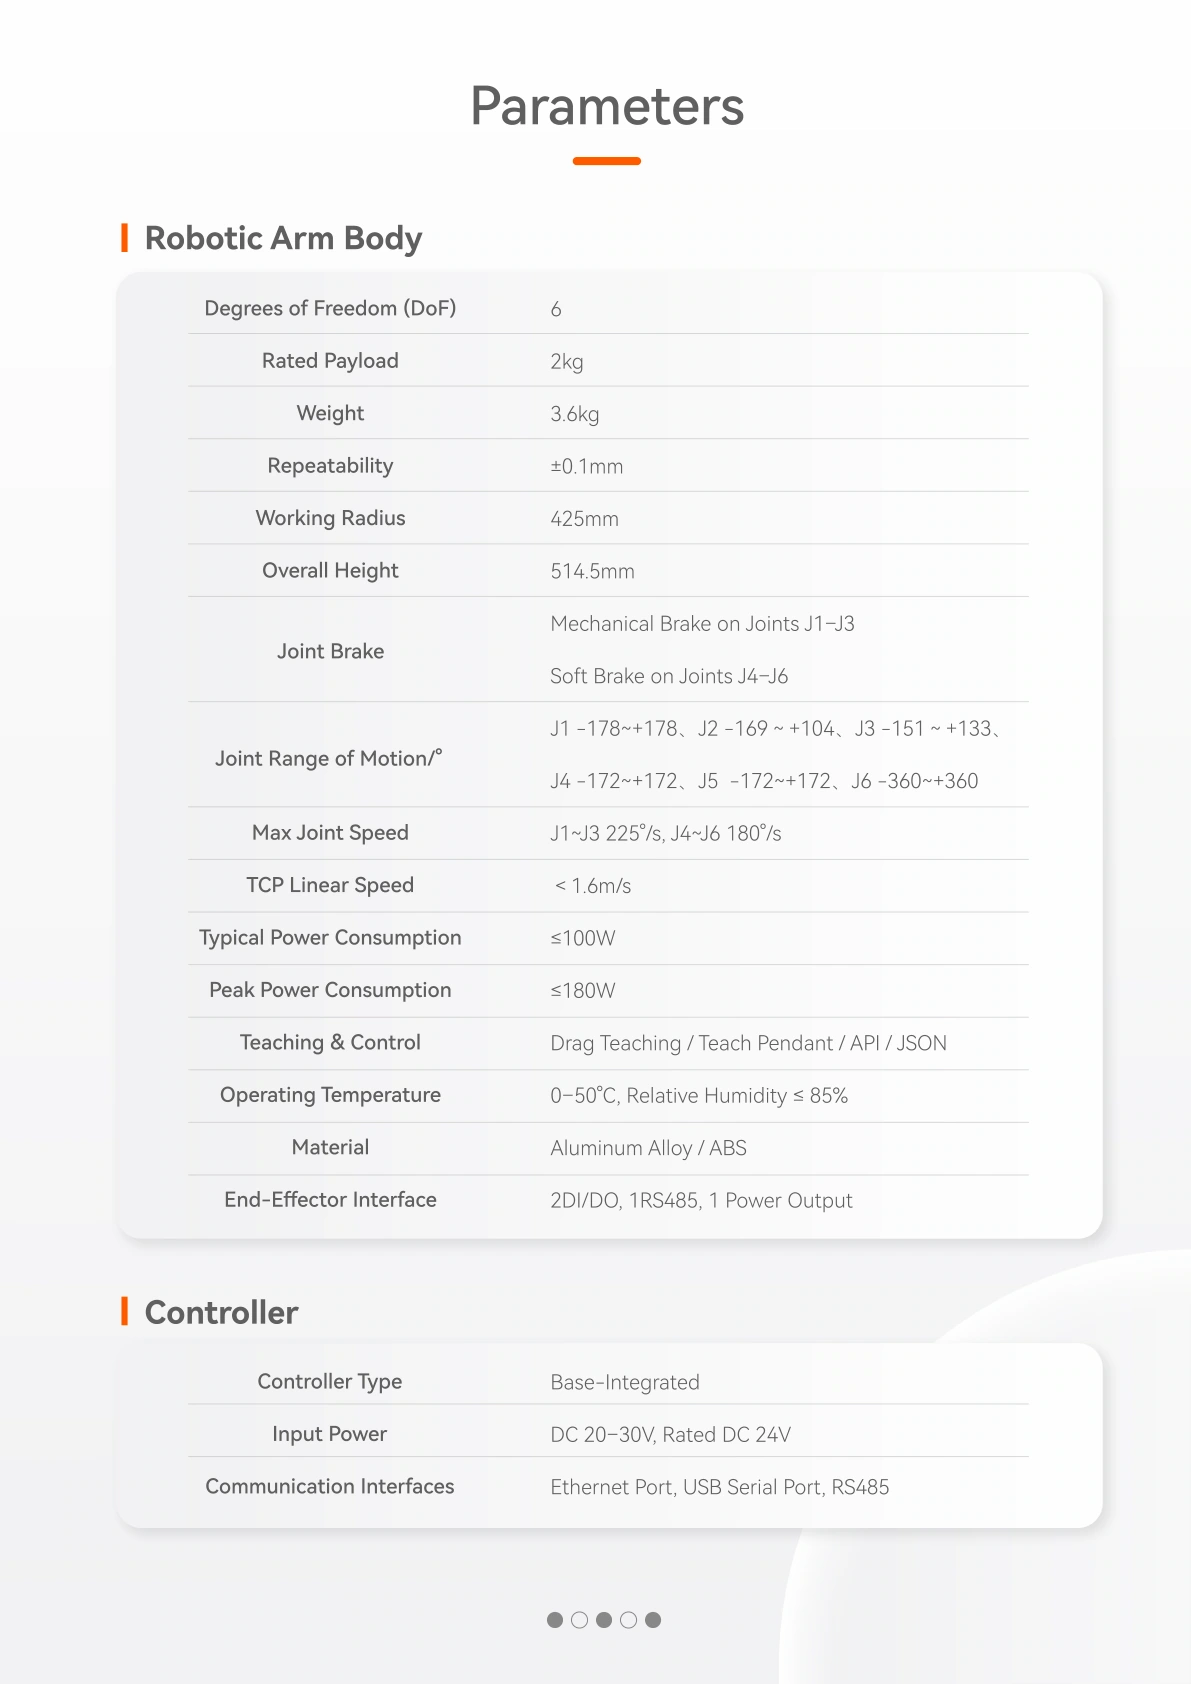 Parameters
Robotic Arm Body
Degrees of Freedom (DoF) 6
Rated Payload 2kg
Weight 3.6kg
Repeatability ±0.1mm
Working Radius 425mm
Overall Height 514.5mm
Joint Brake
Mechanical Brake on Joints J1–J3
Soft Brake on Joints J4–J6
Joint Range of Motion/°
J1 -178~+178、J2 -169 ~ +104、J3 -151 ~ +133、
J4 -172~+172、J5 -172~+172、J6 -360~+360
Max Joint Speed J1~J3 225°/s, J4~J6 180°/s
TCP Linear Speed < 1.6m/s
Typical Power Consumption ≤100W
Peak Power Consumption ≤180W
Teaching & Control Drag Teaching / Teach Pendant / API / JSON
Operating Temperature 0–50°C, Relative Humidity ≤ 85%
Material Aluminum Alloy / ABS
End-Effector Interface 2DI/DO, 1RS485, 1 Power Output
Controller
Controller Type Base-Integrated
Input Power DC 20–30V, Rated DC 24V
Communication Interfaces Ethernet Port, USB Serial Port, RS485